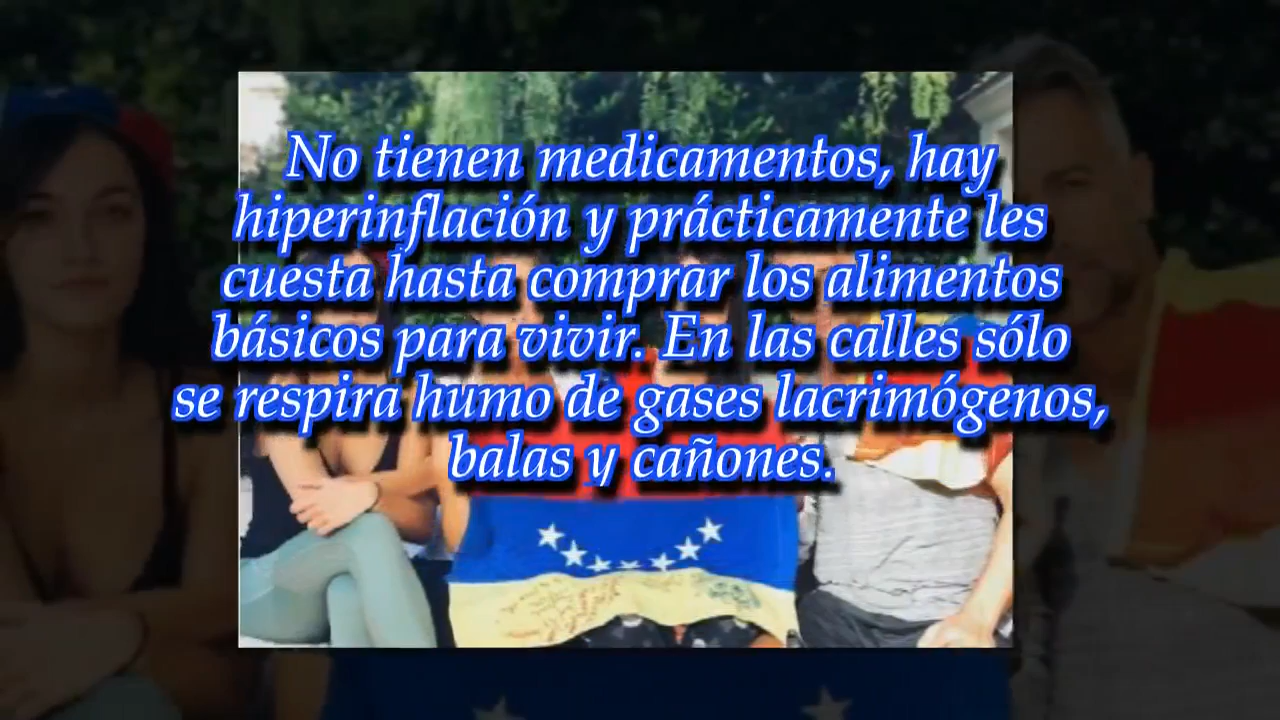 No tienen medicamentos, hay
hiperinflación y prácticamente les
cuesta hasta comprar los alimentos
básicos para vivir. En las calles sólo
se respira humo de gases lacrimógenos,
balas y cañones.